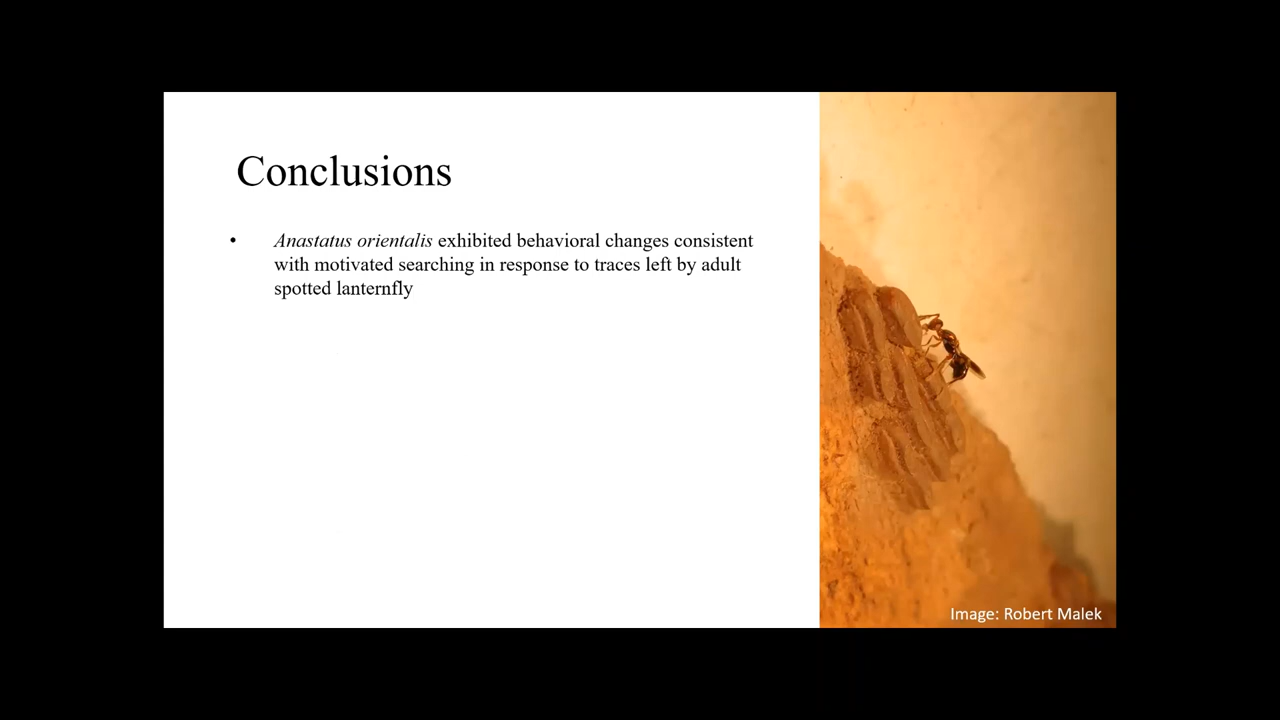 Conclusions
• Anastatus orientalis exhibited behavioral changes consistent
with motivated searching in response to traces left by adult
spotted lanternfly
Image: Robert Malek